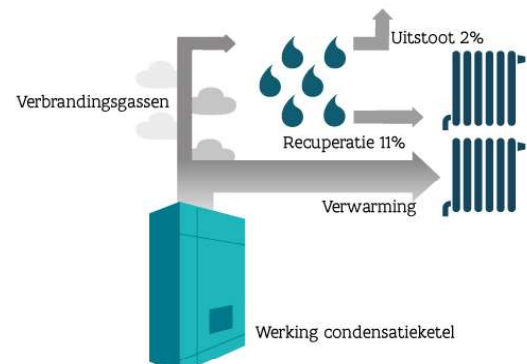 Uitstoot 2%
Verbrandingsgassen
Recuperatie 11%
Verwarming
Werking condensatieketel